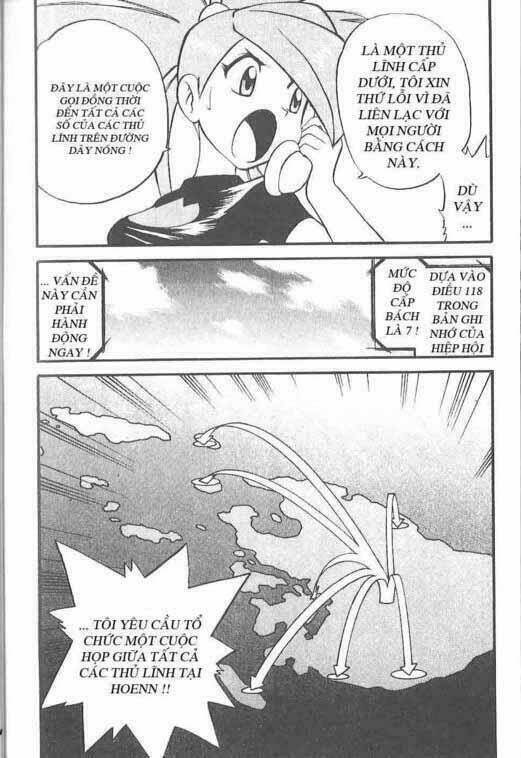 LÀ MỘT THỦ
LĨNH CẤP
DƯỚI, TÔI XIN
THỨ LỖI VÌ ĐÃ
LIÊN LẠC VỚI
MỌI NGƯỜI
BẰNG CÁCH
NÀY.
DÙ
VẬY
...
ĐÂY LÀ MỘT CUỘC
GỌI ĐỒNG THỜI
ĐẾN TẤT CẢ CÁC
SỐ CỦA CÁC THỦ
LĨNH TRÊN ĐƯỜNG
DÂY NÓNG !
DỰA VÀO
ĐIỀU 118
TRONG
BẢN GHI
NHỚ CỦA
HIỆP HỘI
MỨC
ĐỘ
CẤP
BÁCH
LÀ 7 !
... VẤN ĐỀ
NÀY CẦN
PHẢI
HÀNH
ĐỘNG
NGAY !
... TÔI YÊU CẦU TỔ
CHỨC MỘT CUỘC
HỌP GIỮA TẤT CẢ
CÁC THỦ LĨNH TẠI
HOENN !!